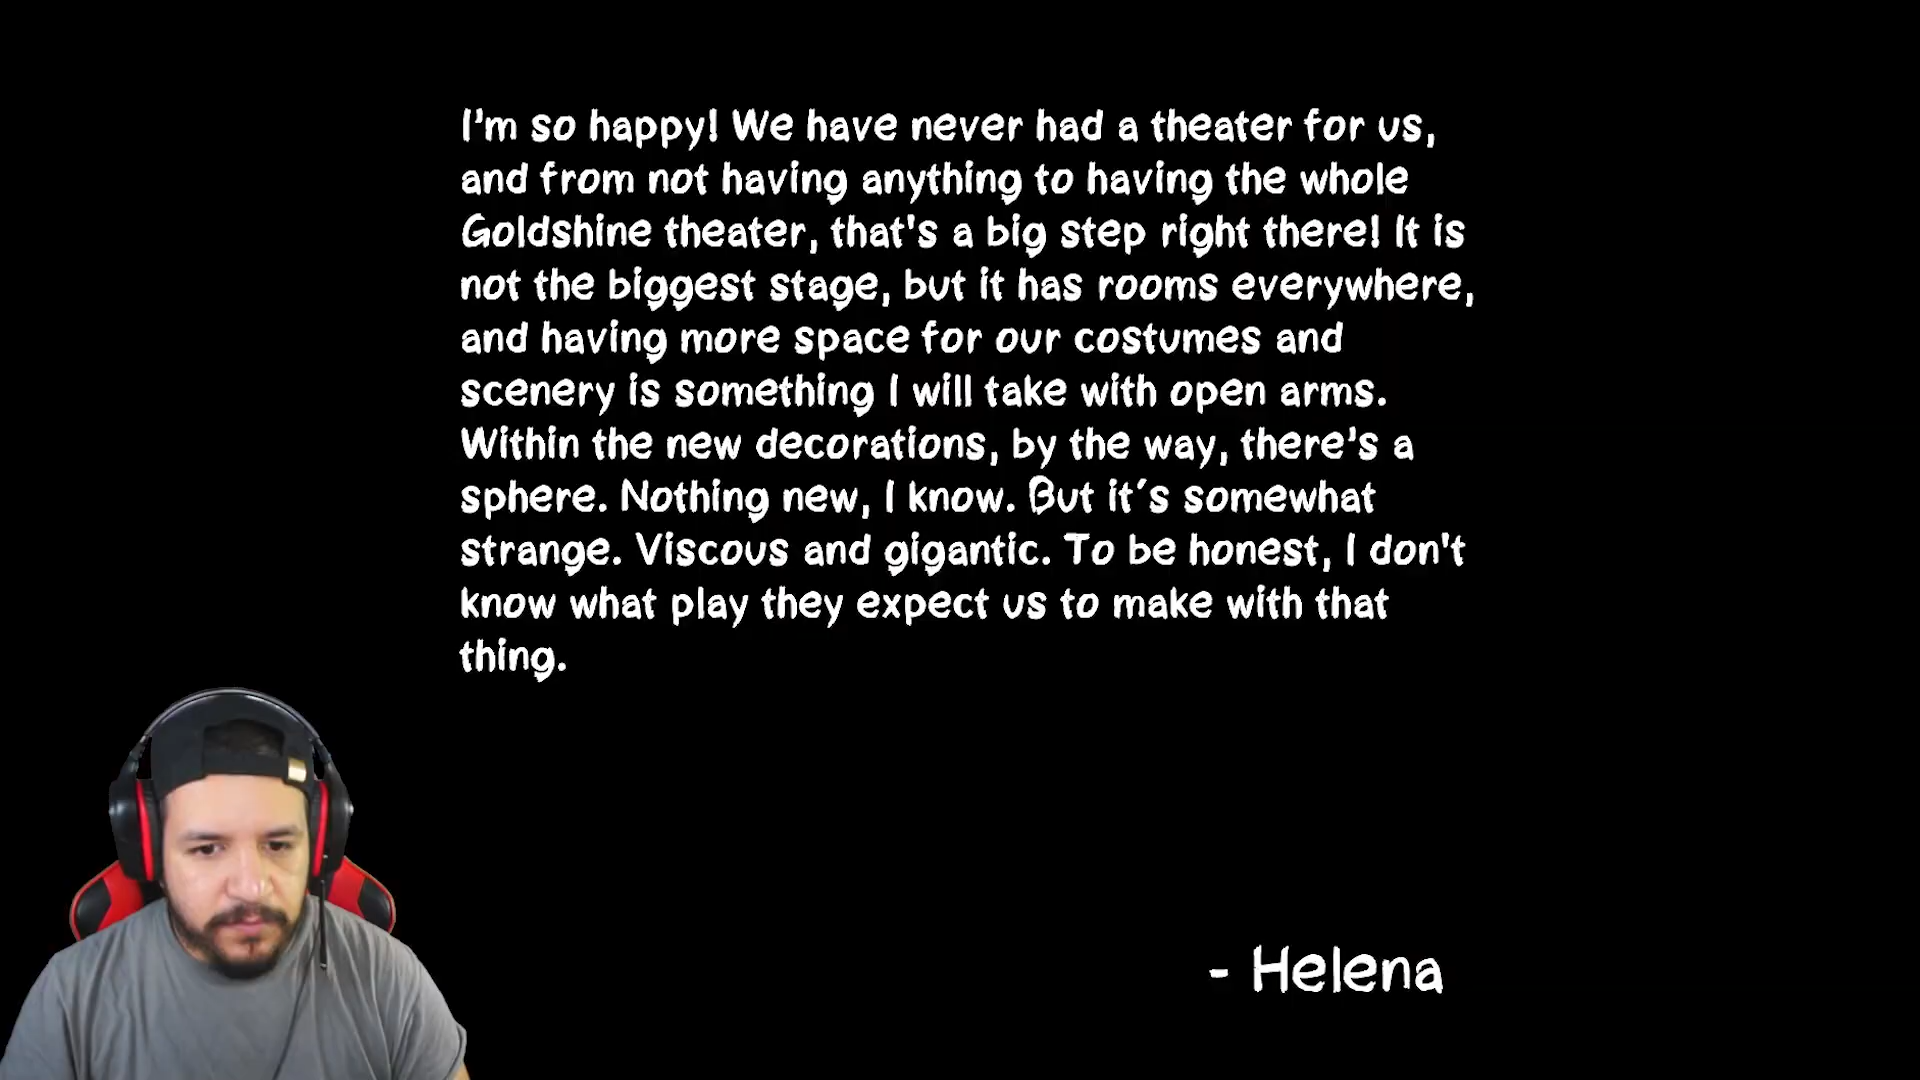 I'm so happy! We have never had a theater for us,
and from not having anything to having the whole
Goldshine theater, that's a big step right there! It is
not the biggest stage, but it has rooms everywhere,
and having more space for our costumes and
scenery is something I will take with open arms.
Within the new decorations, by the way, there's a
sphere. Nothing new, I know. But it´s somewhat
strange. Viscous and gigantic. To be honest, I don't
know what play they expect us to make with that
thing.
- Helena